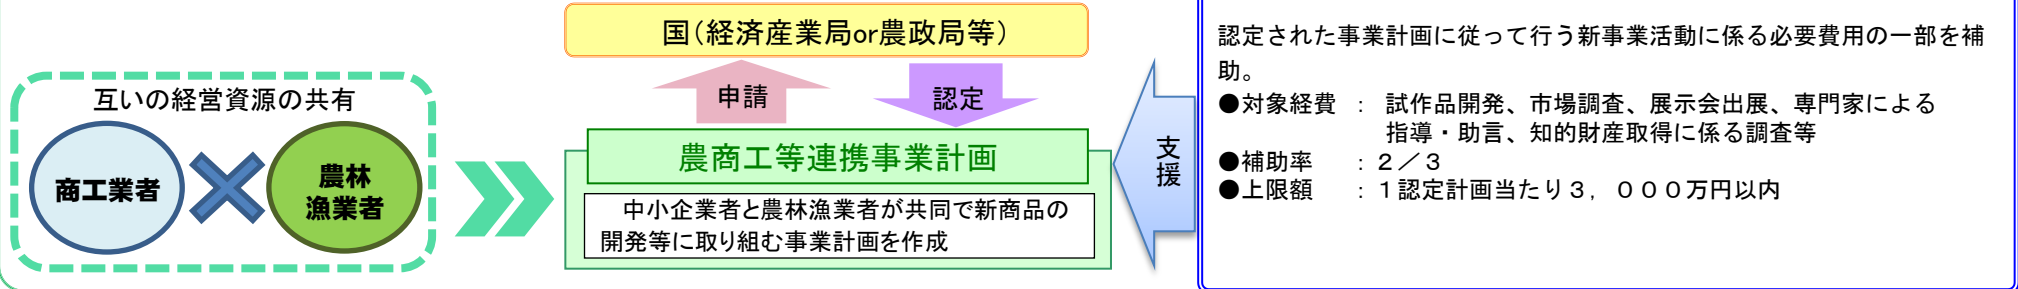 互いの経営資源の共有
商工業者
農林
漁業者
国(経済産業局or農政局等)
申請
認定
農商工等連携事業計画
中小企業者と農林漁業者が共同で新商品の
開発等に取り組む事業計画を作成
支援
認定された事業計画に従って行う新事業活動に係る必要費用の一部を補
助。
●対象経費 : 試作品開発、市場調査、展示会出展、専門家による
指導・助言、知的財産取得に係る調査等
●補助率 :2/3
●上限額 :1認定計画当たり3,000万円以内